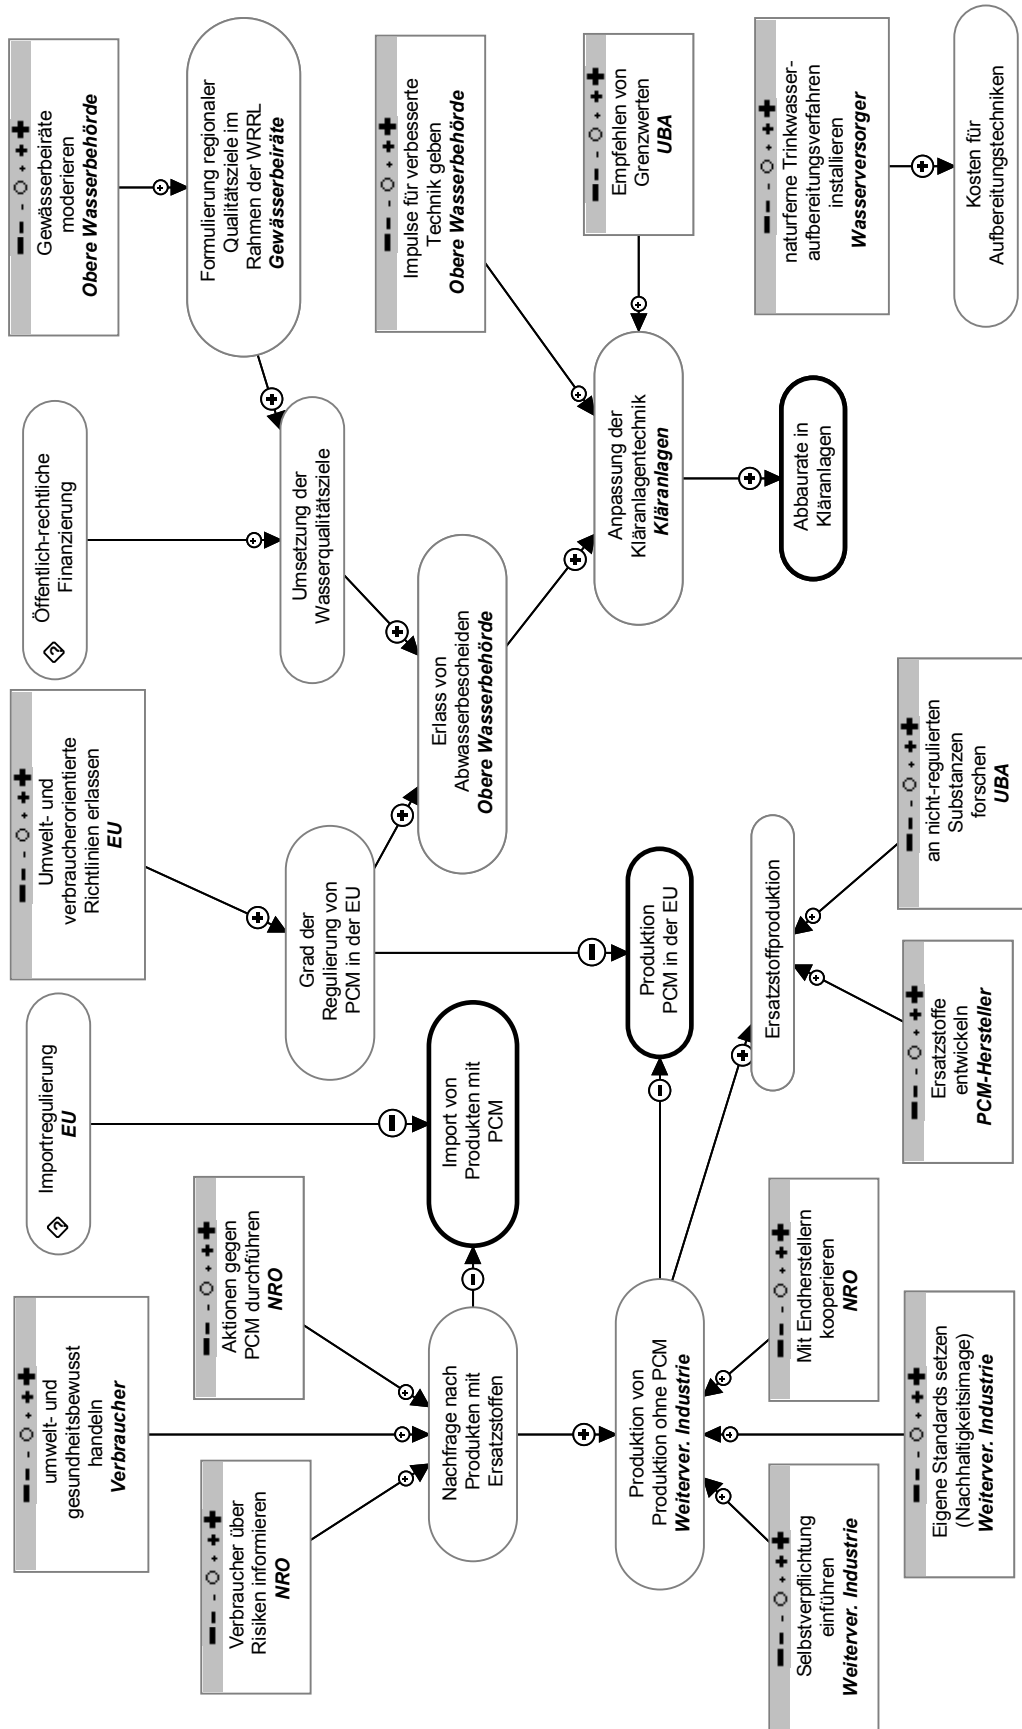 umwelt- und
gesundheitsbewusst
handeln
Verbraucher
Importregulierung
EU
Umwelt- und
verbraucherorientierte
Richtlinien erlassen
EU
Öffentlich-rechtliche
Finanzierung
Gewässerbeiräte
moderieren
Obere Wasserbehörde
Verbraucher über
Risiken informieren
NRO
Aktionen gegen
PCM durchführen
NRO
Grad der
Regulierung von
PCM in der EU
Umsetzung der
Wasserqualitätsziele
Formulierung regionaler
Qualitätsziele im
Rahmen der WRRL
Gewässerbeiräte
Nachfrage nach
Produkten mit
Ersatzstoffen
Import von
Produkten mit
PCM
Erlass von
Abwasserbescheiden
Obere Wasserbehörde
Impulse für verbesserte
Technik geben
Obere Wasserbehörde
Produktion von
Produkten ohne PCM
Weiterver. Industrie
Produktion
PCM in der EU
Anpassung der
Kläranlagentechnik
Kläranlagen
Empfehlen von
Grenzwerten
UBA
Selbstverpflichtung
einführen
Weiterver. Industrie
Mit Endherstellern
kooperieren
NRO
Ersatzstoffproduktion
Abbaurate in
Kläranlagen
naturferne Trinkwasser-
aufbereitungsverfahren
installieren
Wasserversorger
Eigene Standards setzen
(Nachhaltigkeitsimage)
Weiterver. Industrie
Ersatzstoffe
entwickeln
PCM-Hersteller
an nicht-regulierten
Substanzen
forschen
UBA
Kosten für
Aufbereitungstechniken